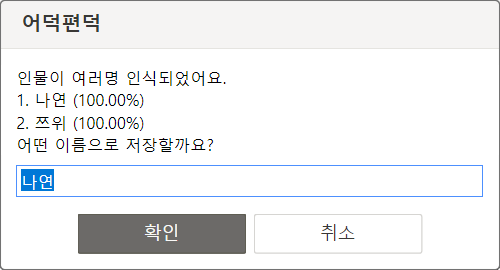 어덕편덕
인물이 여러명 인식되었어요.
1. 나연 (100.00%)
2. 쯔위 (100.00%)
어떤 이름으로 저장할까요?
나연
확인
취소